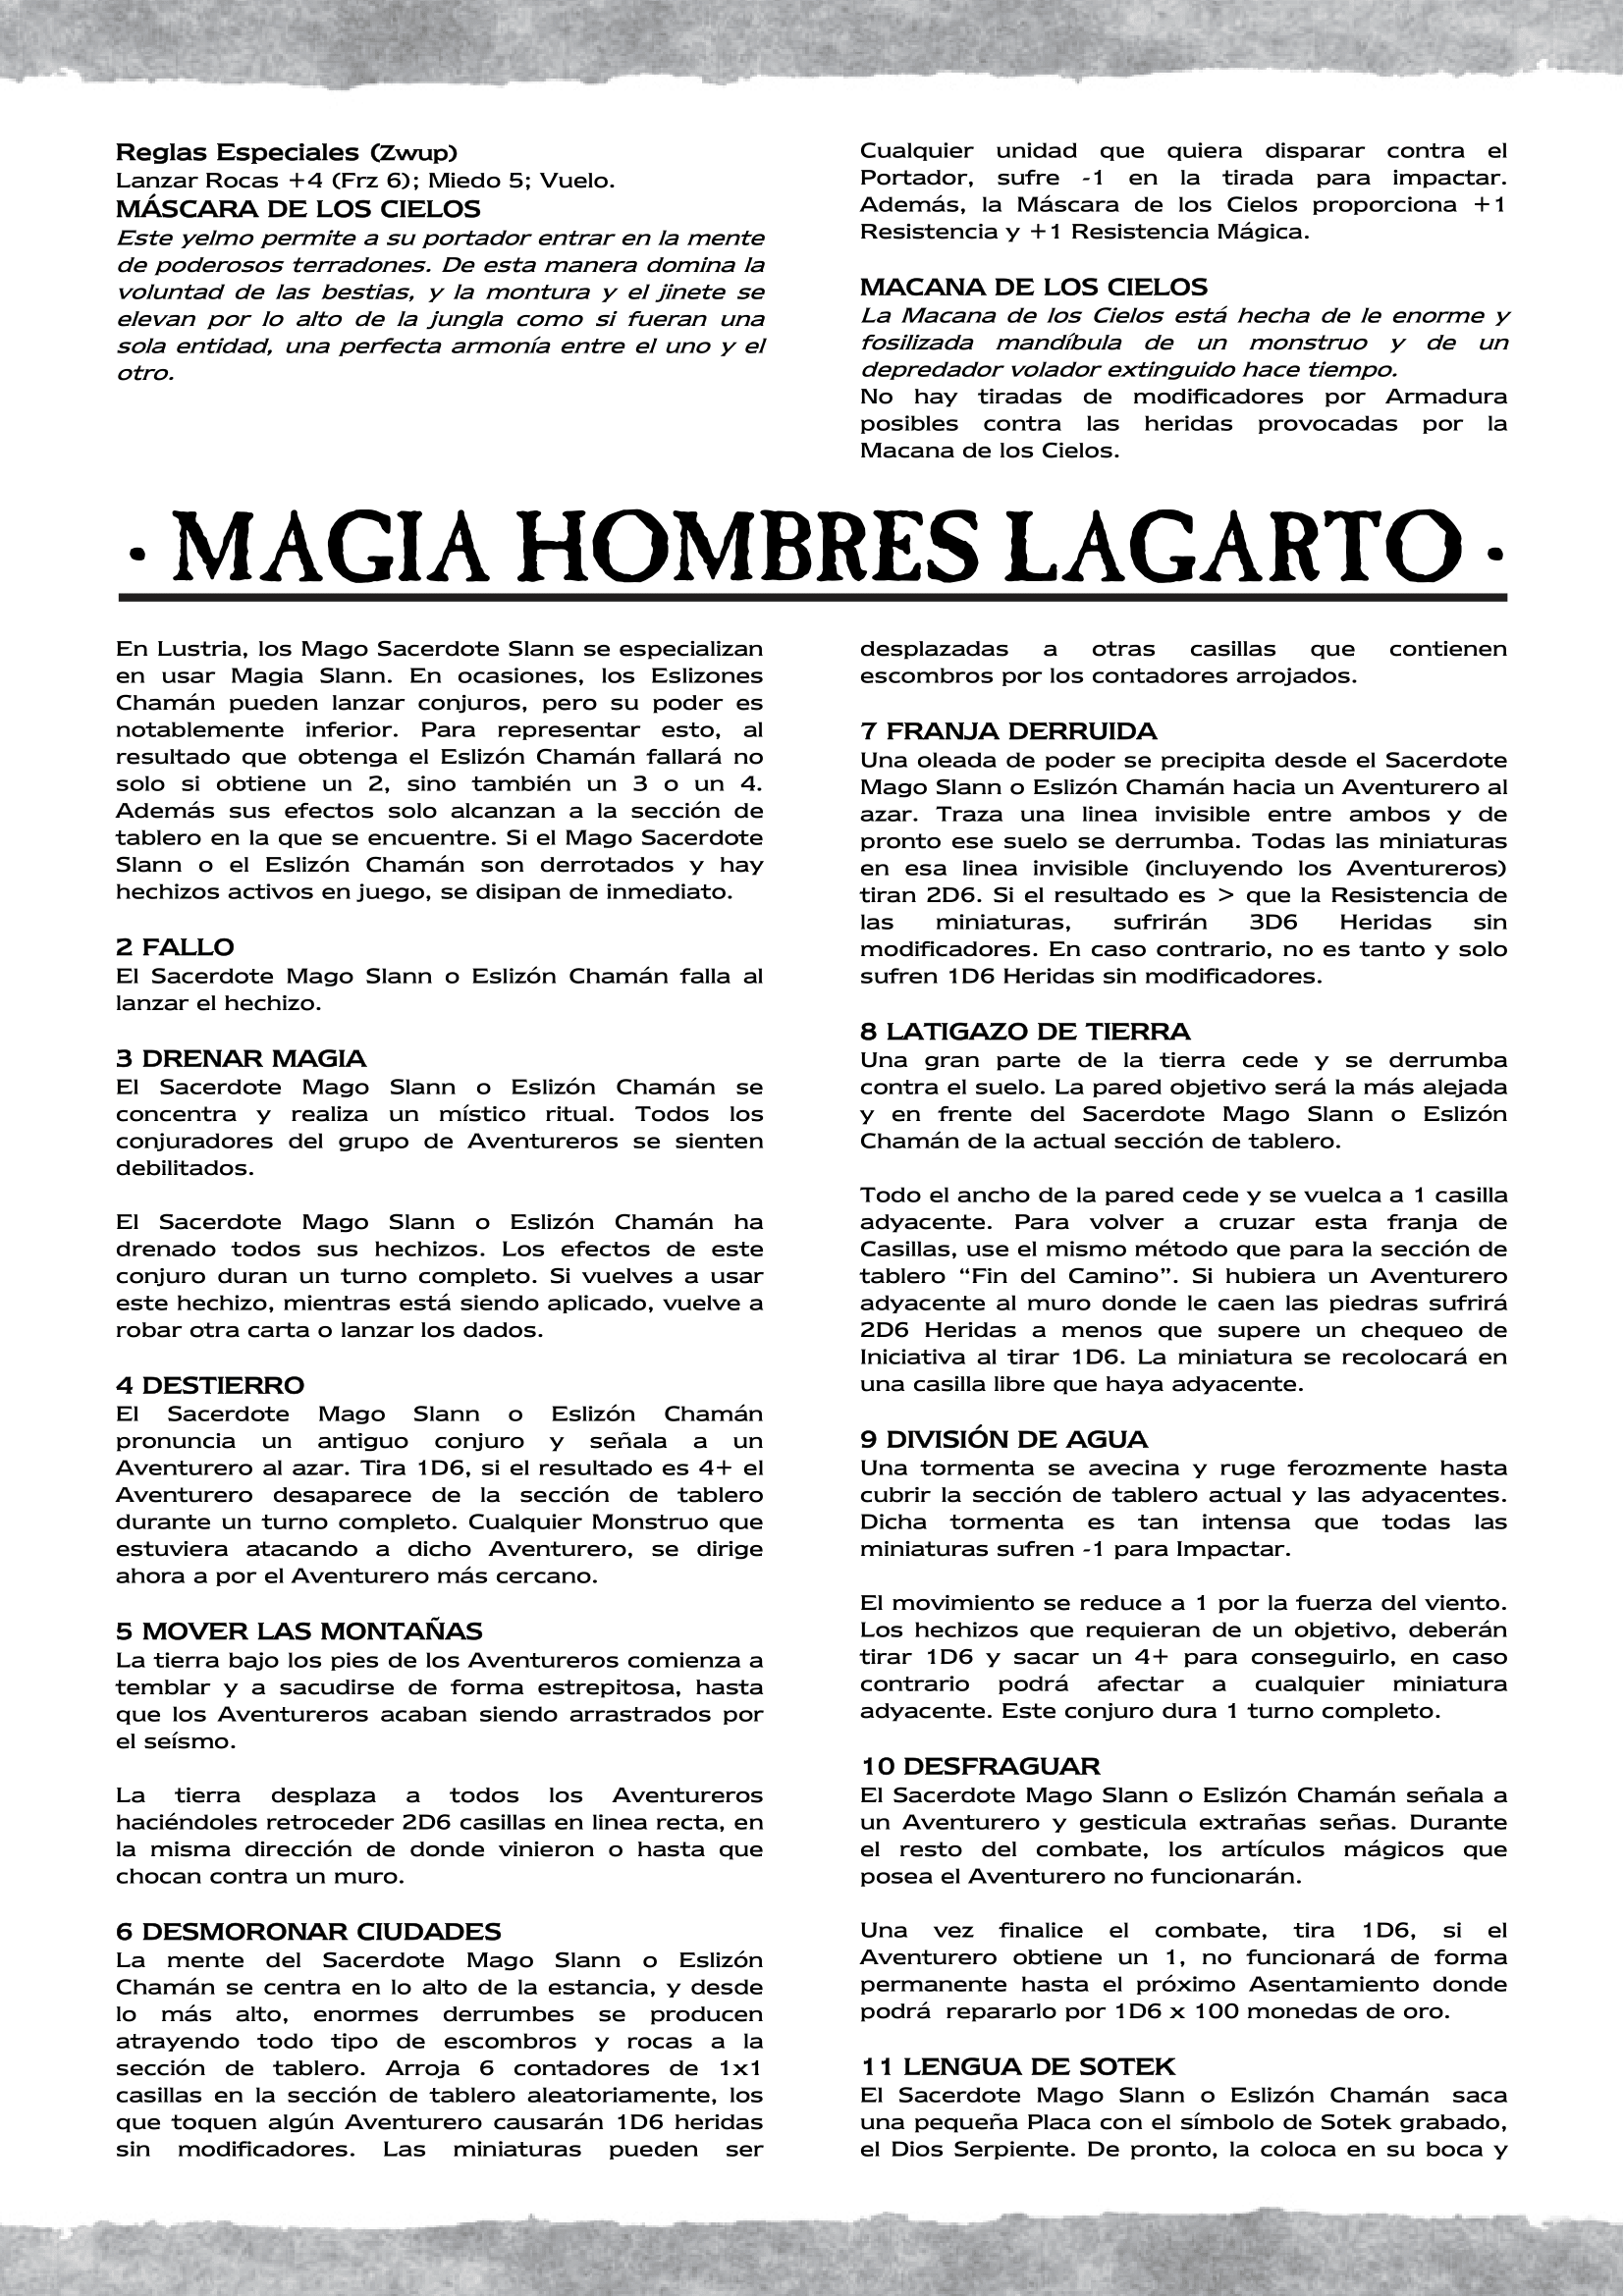 Reglas Especiales (Zwup)
Lanzar Rocas +4 (Frz 6); Miedo 5; Vuelo.
MÁSCARA DE LOS CIELOS
Este yelmo permite a su portador entrar en la mente
de poderosos terradones. De esta manera domina la
voluntad de las bestias, y la montura y el jinete se
elevan por lo alto de la jungla como si fueran una
sola entidad, una perfecta armonía entre el uno y el
otro.
Cualquier unidad que quiera disparar contra el
Portador, sufre -1 en la tirada para impactar.
Además, la Máscara de los Cielos proporciona +1
Resistencia y +1 Resistencia Mágica.
MACANA DE LOS CIELOS
La Macana de los Cielos está hecha de le enorme y
fosilizada mandíbula de un monstruo y de un
depredador volador extinguido hace tiempo.
No hay tiradas de modificadores por Armadura
posibles contra las heridas provocadas por la
Macana de los Cielos.
· MAGIA HOMBRES LAGARTO ·
En Lustria, los Mago Sacerdote Slann se especializan
en usar Magia Slann. En ocasiones, los Eslizones
Chamán pueden lanzar conjuros, pero su poder es
notablemente inferior. Para representar esto, al
resultado que obtenga el Eslizón Chamán fallará no
solo si obtiene un 2, sino también un 3 o un 4.
Además sus efectos solo alcanzan a la sección de
tablero en la que se encuentre. Si el Mago Sacerdote
Slann o el Eslizón Chamán son derrotados y hay
hechizos activos en juego, se disipan de inmediato.
2 FALLO
El Sacerdote Mago Slann o Eslizón Chamán falla al
lanzar el hechizo.
3 DRENAR MAGIA
El Sacerdote Mago Slann o Eslizón Chamán se
concentra y realiza un místico ritual. Todos los
conjuradores del grupo de Aventureros se sienten
debilitados.
El Sacerdote Mago Slann o Eslizón Chamán ha
drenado todos sus hechizos. Los efectos de este
conjuro duran un turno completo. Si vuelves a usar
este hechizo, mientras está siendo aplicado, vuelve a
robar otra carta o lanzar los dados.
4 DESTIERRO
El Sacerdote Mago Slann o Eslizón Chamán
pronuncia un antiguo conjuro y señala a un
Aventurero al azar. Tira 1D6, si el resultado es 4+ el
Aventurero desaparece de la sección de tablero
durante un turno completo. Cualquier Monstruo que
estuviera atacando a dicho Aventurero, se dirige
ahora a por el Aventurero más cercano.
5 MOVER LAS MONTAÑAS
La tierra bajo los pies de los Aventureros comienza a
temblar y a sacudirse de forma estrepitosa, hasta
que los Aventureros acaban siendo arrastrados por
el seísmo.
La tierra desplaza a todos los Aventureros
haciéndoles retroceder 2D6 casillas en linea recta, en
la misma dirección de donde vinieron o hasta que
chocan contra un muro.
6 DESMORONAR CIUDADES
La mente del Sacerdote Mago Slann o Eslizón
Chamán se centra en lo alto de la estancia, y desde
lo más alto, enormes derrumbes se producen
atrayendo todo tipo de escombros y rocas a la
sección de tablero. Arroja 6 contadores de 1x1
casillas en la sección de tablero aleatoriamente, los
que toquen algún Aventurero causarán 1D6 heridas
sin modificadores. Las miniaturas pueden ser
desplazadas a otras casillas que contienen
escombros por los contadores arrojados.
7 FRANJA DERRUIDA
Una oleada de poder se precipita desde el Sacerdote
Mago Slann o Eslizón Chamán hacia un Aventurero al
azar. Traza una linea invisible entre ambos y de
pronto ese suelo se derrumba. Todas las miniaturas
en esa linea invisible (incluyendo los Aventureros)
tiran 2D6. Si el resultado es > que la Resistencia de
las miniaturas, sufrirán 3D6 Heridas sin
modificadores. En caso contrario, no es tanto y solo
sufren 1D6 Heridas sin modificadores.
8 LATIGAZO DE TIERRA
Una gran parte de la tierra cede y se derrumba
contra el suelo. La pared objetivo será la más alejada
y en frente del Sacerdote Mago Slann o Eslizón
Chamán de la actual sección de tablero.
Todo el ancho de la pared cede y se vuelca a 1 casilla
adyacente. Para volver a cruzar esta franja de
Casillas, use el mismo método que para la sección de
tablero “Fin del Camino”. Si hubiera un Aventurero
adyacente al muro donde le caen las piedras sufrirá
2D6 Heridas a menos que supere un chequeo de
Iniciativa al tirar 1D6. La miniatura se recolocará en
una casilla libre que haya adyacente.
9 DIVISIÓN DE AGUA
Una tormenta se avecina y ruge ferozmente hasta
cubrir la sección de tablero actual y las adyacentes.
Dicha tormenta es tan intensa que todas las
miniaturas sufren -1 para Impactar.
El movimiento se reduce a 1 por la fuerza del viento.
Los hechizos que requieran de un objetivo, deberán
tirar 1D6 y sacar un 4+ para conseguirlo, en caso
contrario podrá afectar a cualquier miniatura
adyacente. Este conjuro dura 1 turno completo.
10 DESFRAGUAR
El Sacerdote Mago Slann o Eslizón Chamán señala a
un Aventurero y gesticula extrañas señas. Durante
el resto del combate, los artículos mágicos que
posea el Aventurero no funcionarán.
Una vez finalice el combate, tira 1D6, si el
Aventurero obtiene un 1, no funcionará de forma
permanente hasta el próximo Asentamiento donde
podrá repararlo por 1D6 x 100 monedas de oro.
11 LENGUA DE SOTEK
El Sacerdote Mago Slann o Eslizón Chamán saca
una pequeña Placa con el símbolo de Sotek grabado,
el Dios Serpiente. De pronto, la coloca en su boca y